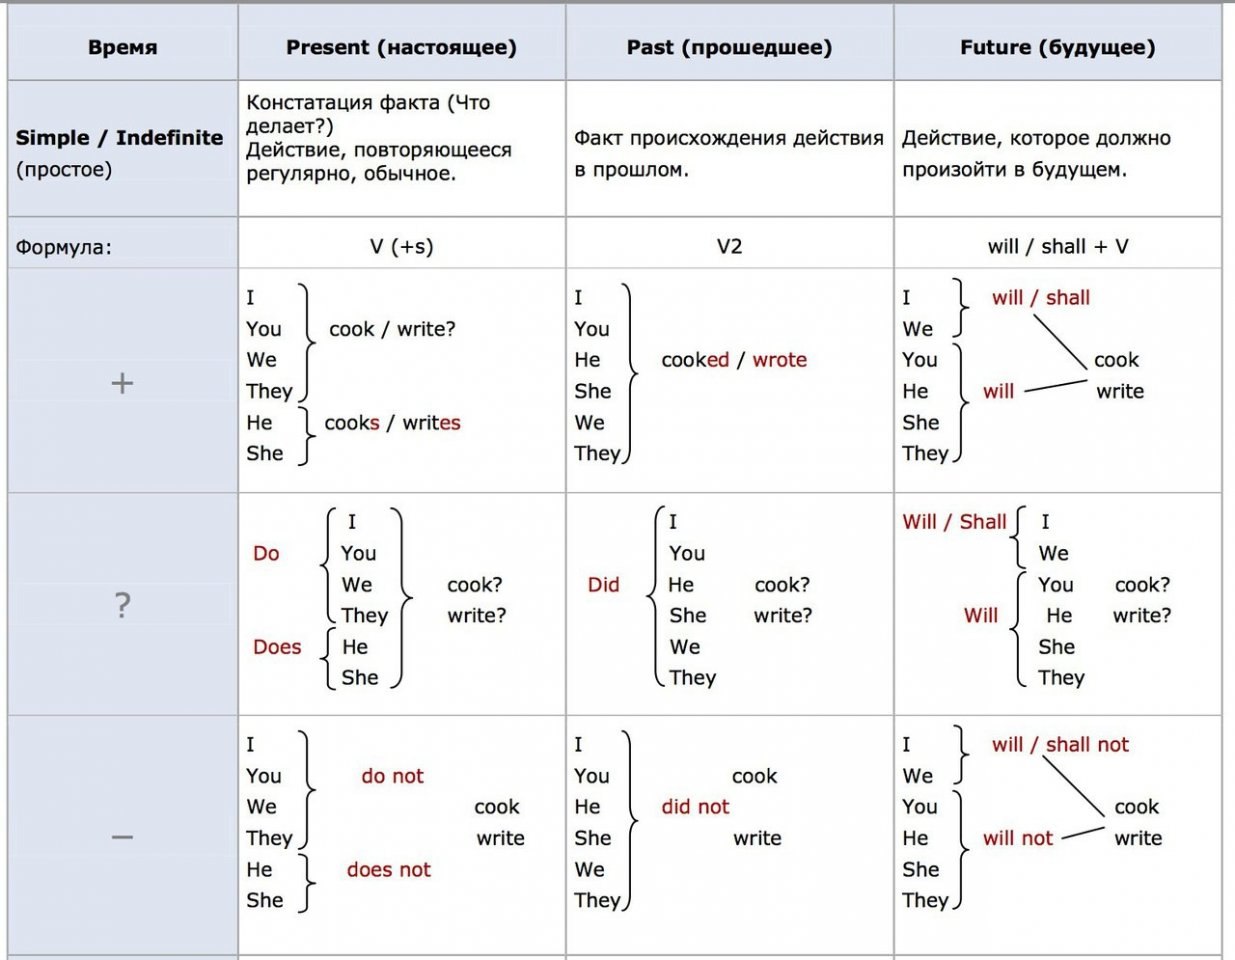 Время Present (настоящее) Past (прошедшее) Future (будущее)
Simple / Indefinite
(простое)
Констатация факта (Что
делает?)
Действие, повторяющееся
регулярно, обычное.
Факт происхождения действия
в прошлом.
Действие, которое должно
произойти в будущем.
Формула: V (+s) V2 will / shall + V
+
I
You
We
They
cook / write?
He
She
cooks / writes
I
You
He
She
We
They
cooked / wrote
I
We
will / shall
You
He
She
They
will
cook
write
?
Do
I
You
We
They
Does
He
She
cook?
write?
Did
I
You
He
She
We
They
cook?
write?
Will / Shall
I
We
Will
You
He
She
They
cook?
write?
–
I
You
We
They
do not
He
She
does not
cook
write
I
You
He
She
We
They
did not
cook
write
I
We
will / shall not
You
He
She
They
will not
cook
write